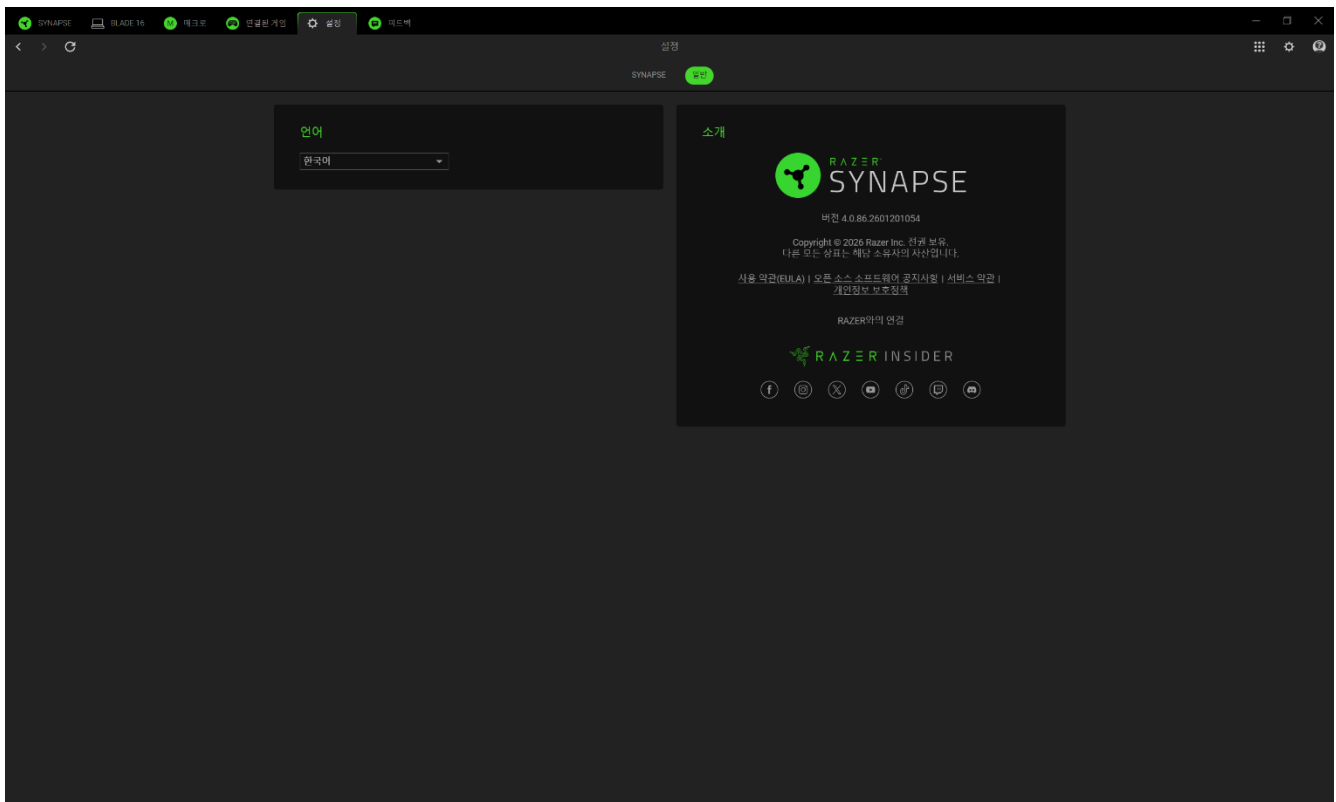 SYNAPSE BLADE 16 매크로 연결된 게임 설정 피드백
설정
SYNAPSE 일반
언어
한국어
소개
RAZER
SYNAPSE
버전 4.0.86.2601201054
Copyright © 2026 Razer Inc. 전권 보유.
다른 모든 상표는 해당 소유자의 자산입니다.
사용 약관(EULA) | 오픈 소스 소프트웨어 공지사항 | 서비스 약관 |
개인정보 보호정책
RAZER와의 연결
RAZER INSIDER